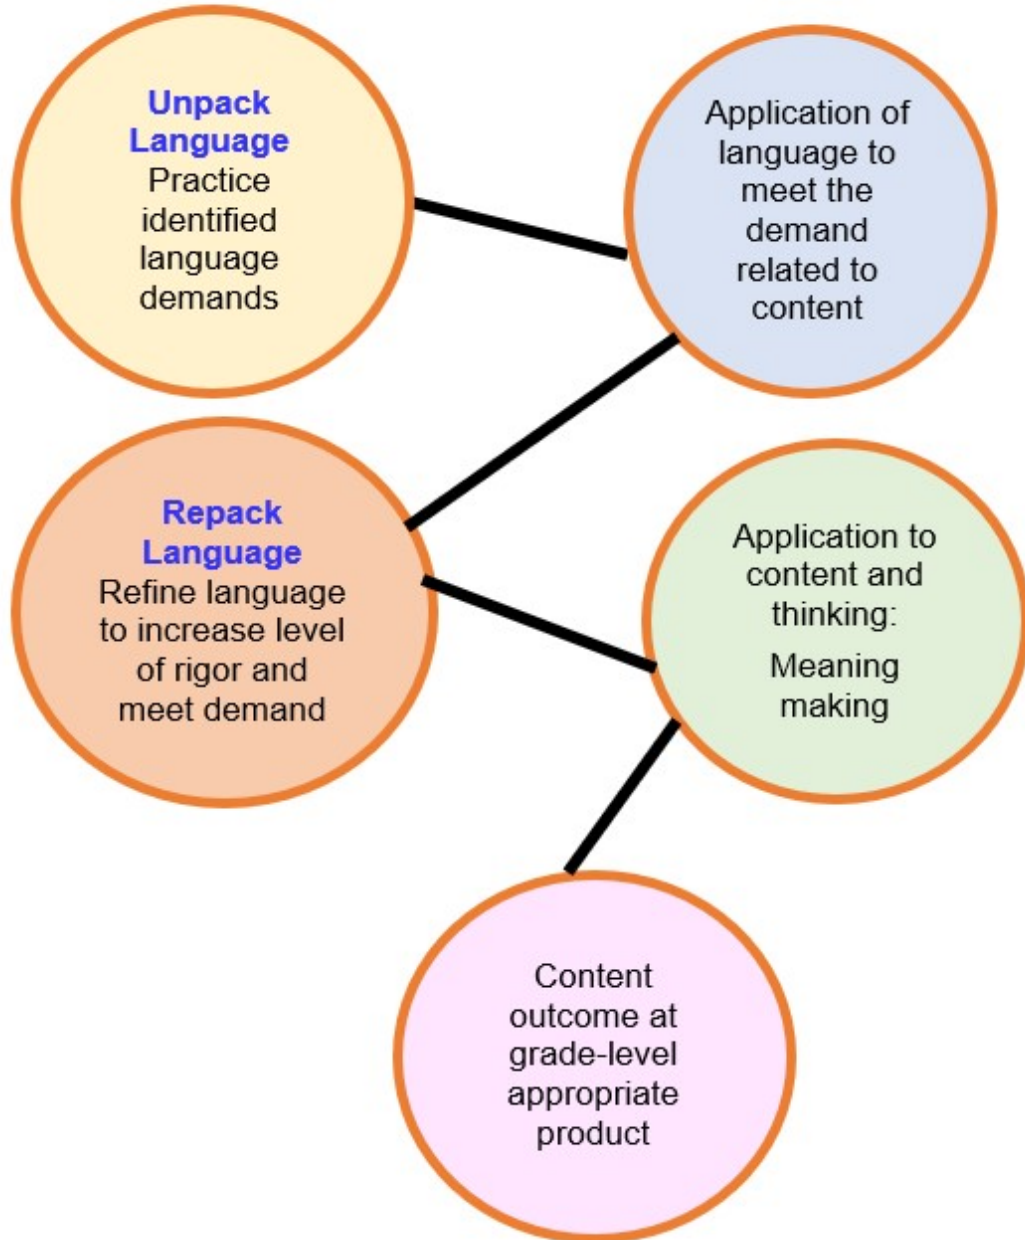 Unpack
Language
Practice
identified
language
demands
Application of
language to
meet the
demand
related to
content
Repack
Language
Refine language
to increase level
of rigor and
meet demand
Application to
content and
thinking:
Meaning
making
Content
outcome at
grade-level
appropriate
product